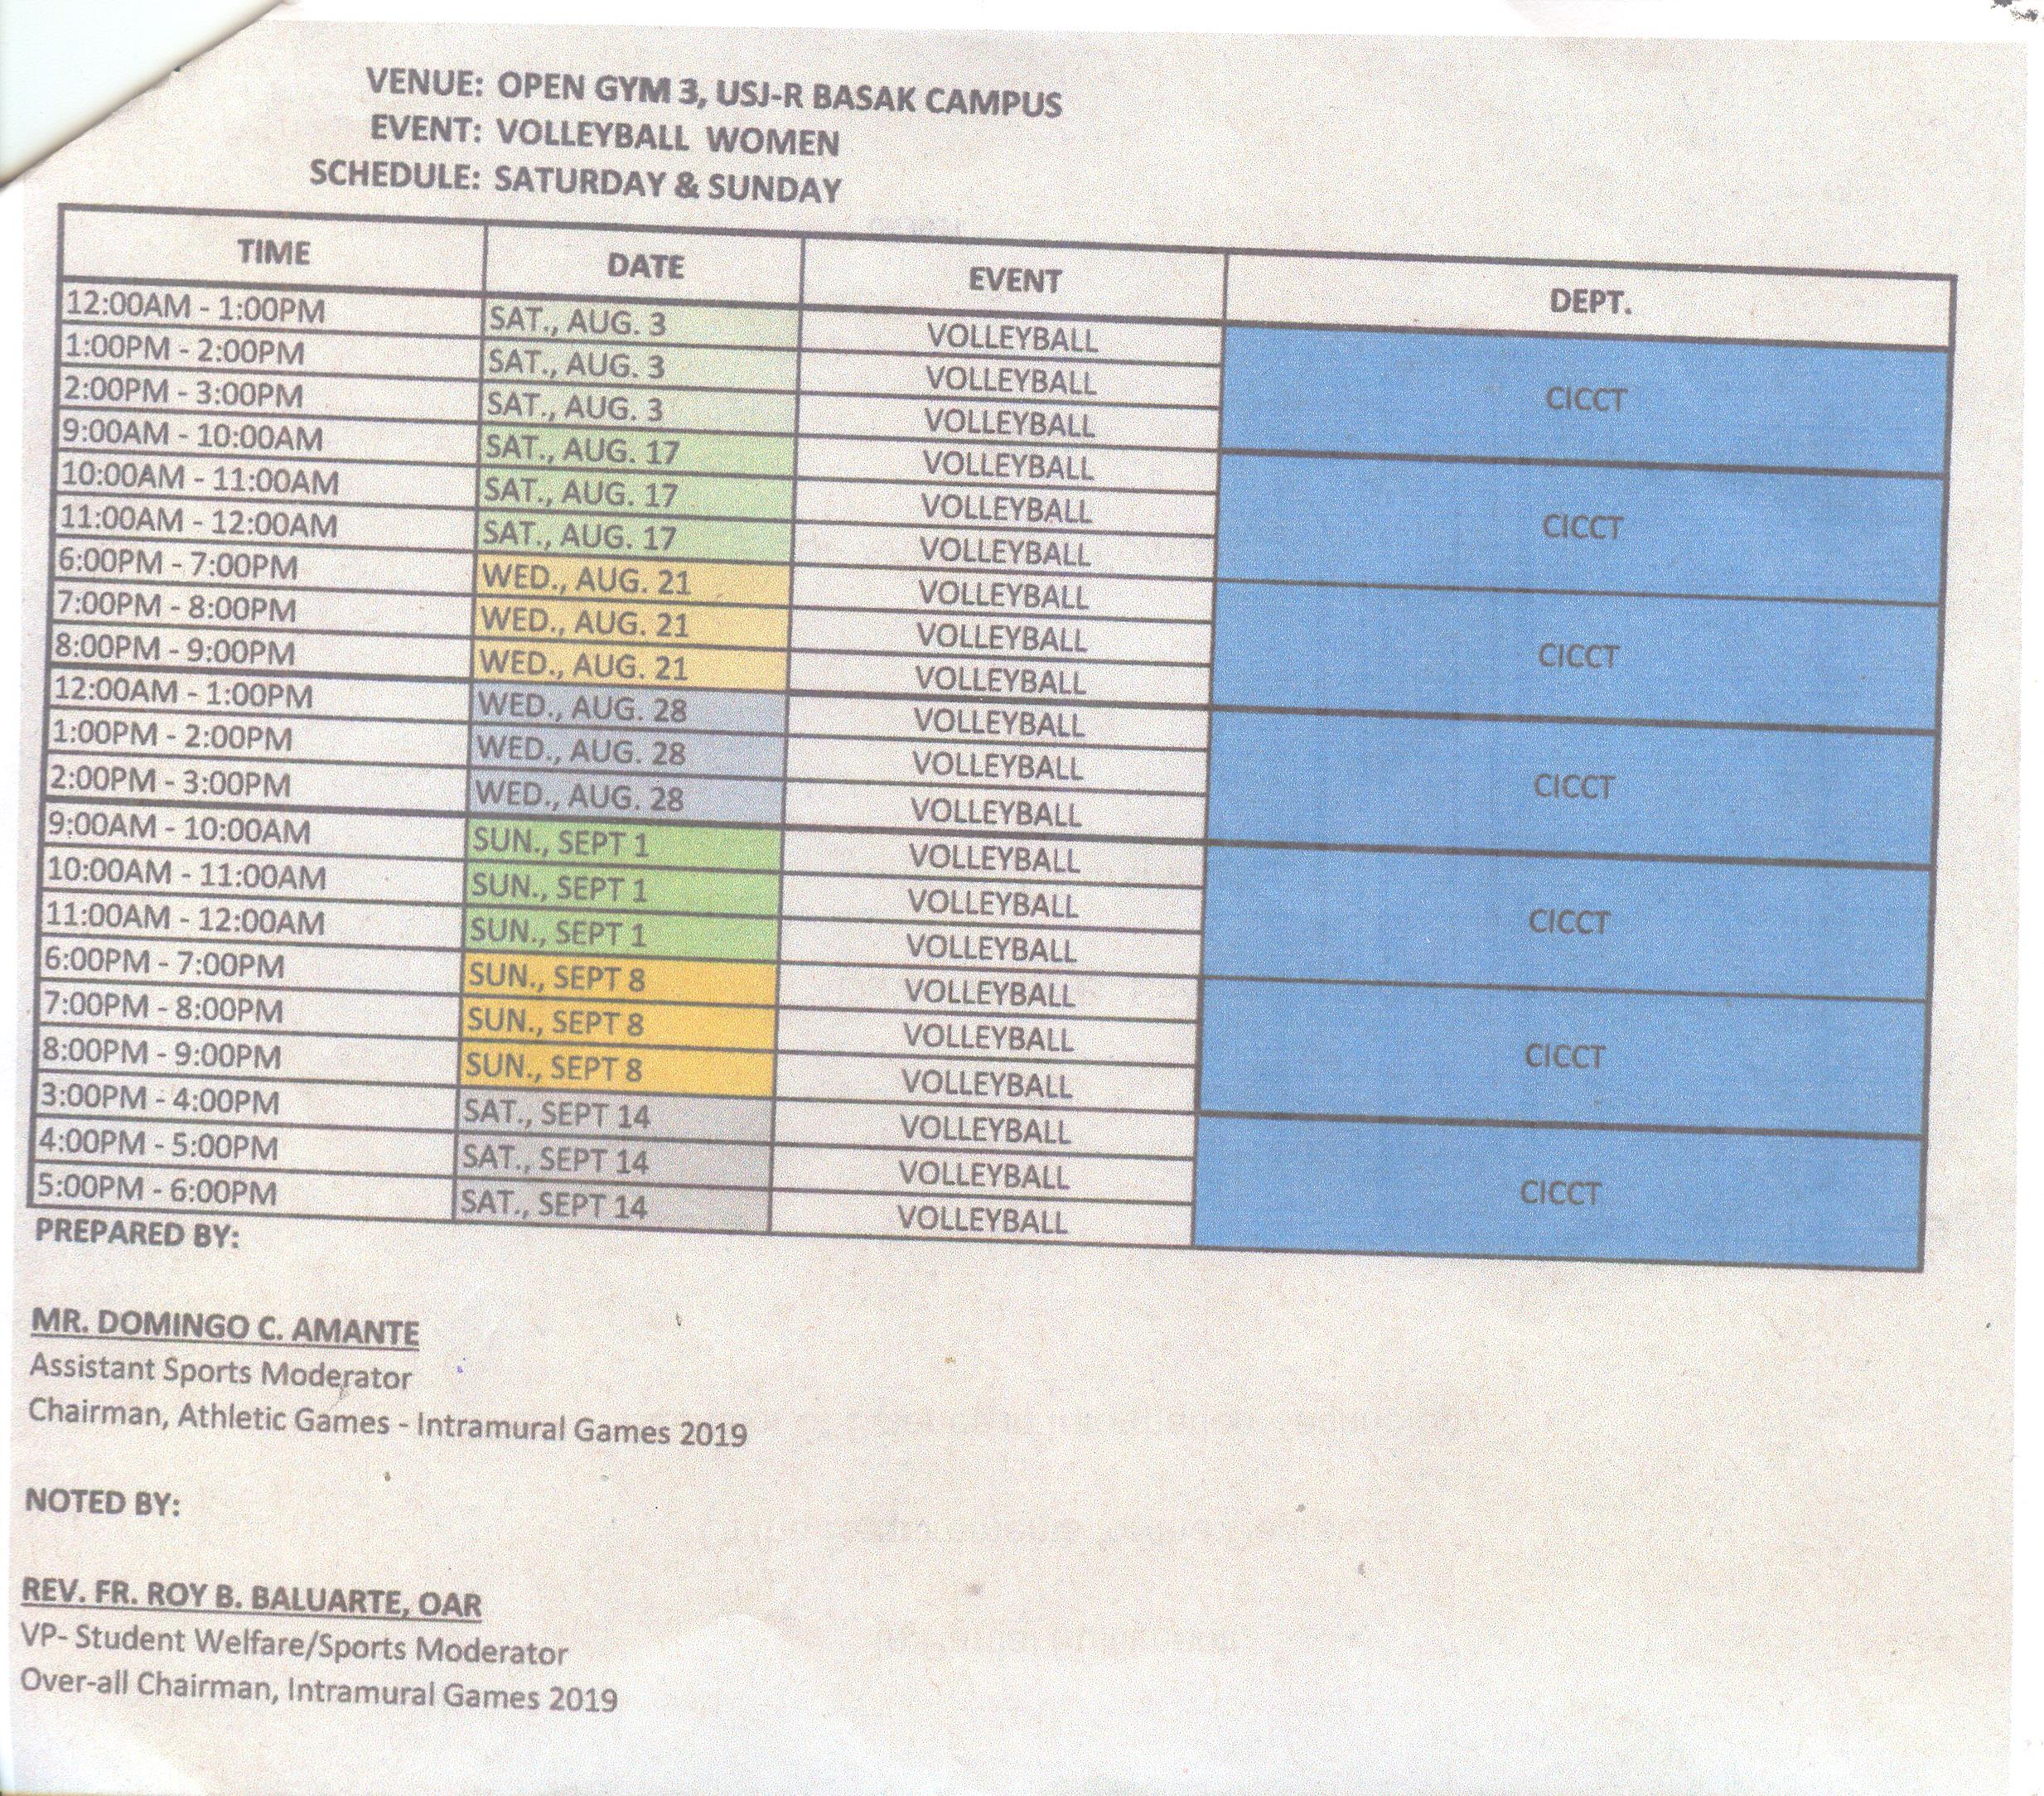 VENUE: OPEN GYM 3, USJ-R BASAK CAMPUS
EVENT: VOLLEYBALL WOMEN
SCHEDULE: SATURDAY & SUNDAY
TIME DATE EVENT DEPT.
12:00AM - 1:00PM SAT., AUG. 3 VOLLEYBALL
1:00PM - 2:00PM SAT., AUG. 3 VOLLEYBALL CICCT
2:00PM - 3:00PM SAT., AUG. 3 VOLLEYBALL
9:00AM - 10:00AM SAT., AUG. 17 VOLLEYBALL
10:00AM - 11:00AM SAT., AUG. 17 VOLLEYBALL CICCT
11:00AM - 12:00AM SAT., AUG. 17 VOLLEYBALL
6:00PM - 7:00PM WED., AUG. 21 VOLLEYBALL
7:00PM - 8:00PM WED., AUG. 21 VOLLEYBALL CICCT
8:00PM - 9:00PM WED., AUG. 21 VOLLEYBALL
12:00AM - 1:00PM WED., AUG. 28 VOLLEYBALL
1:00PM - 2:00PM WED., AUG. 28 VOLLEYBALL CICCT
2:00PM - 3:00PM WED., AUG. 28 VOLLEYBALL
9:00AM - 10:00AM SUN., SEPT 1 VOLLEYBALL
10:00AM - 11:00AM SUN., SEPT 1 VOLLEYBALL CICCT
11:00AM - 12:00AM SUN., SEPT 1 VOLLEYBALL
6:00PM - 7:00PM SUN., SEPT 8 VOLLEYBALL
7:00PM - 8:00PM SUN., SEPT 8 VOLLEYBALL CICCT
8:00PM - 9:00PM SUN., SEPT 8 VOLLEYBALL
3:00PM - 4:00PM SAT., SEPT 14 VOLLEYBALL
4:00PM - 5:00PM SAT., SEPT 14 VOLLEYBALL CICCT
5:00PM - 6:00PM SAT., SEPT 14 VOLLEYBALL
PREPARED BY:
MR. DOMINGO C. AMANTE
Assistant Sports Moderator
Chairman, Athletic Games - Intramural Games 2019
NOTED BY:
REV. FR. ROY B. BALUARTE, OAR
VP- Student Welfare/Sports Moderator
Over-all Chairman, Intramural Games 2019